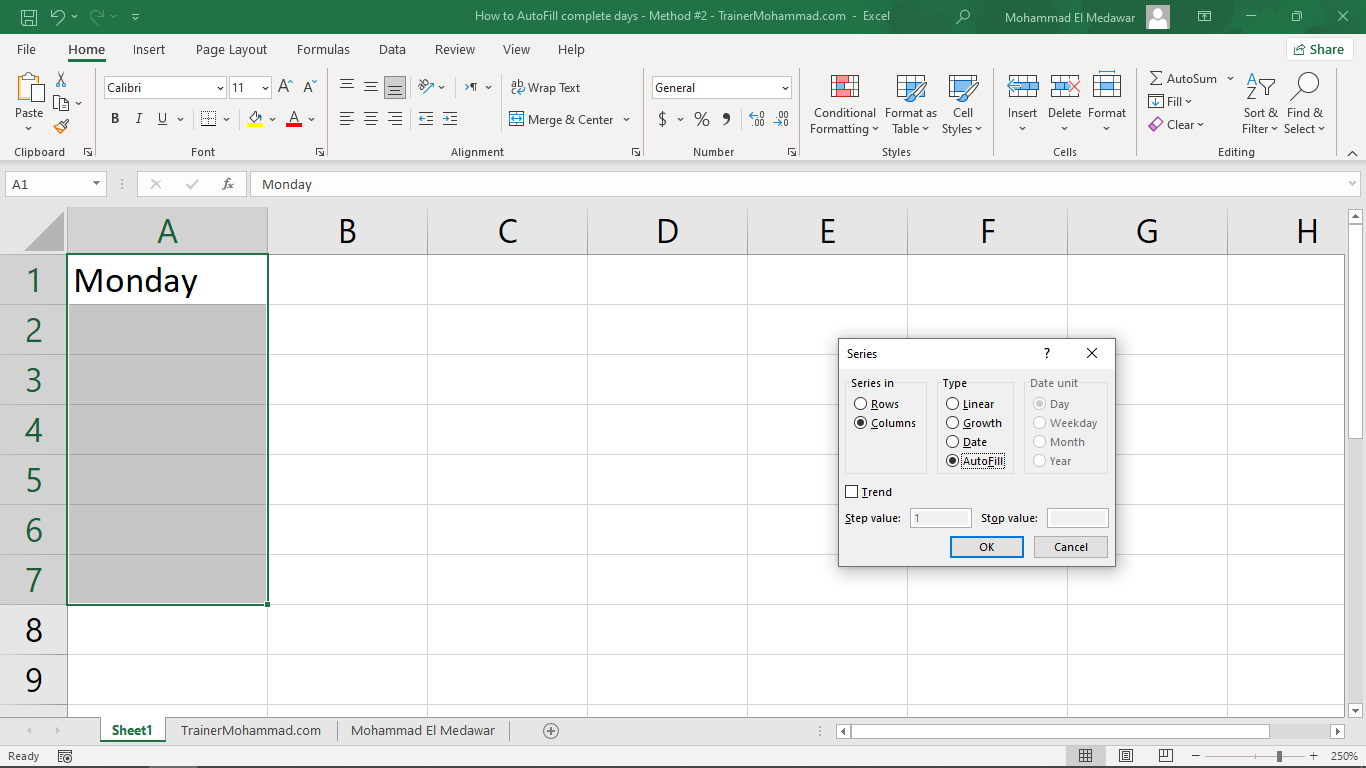 How to AutoFill complete days - Method #2 - TrainerMohammad.com - Excel
Mohammad El Medawar
File Home Insert Page Layout Formulas Data Review View Help
Share
Paste
Clipboard
Calibri 11
B I U A
Font
Wrap Text
Merge & Center
Alignment
General
$ % 9
Number
Conditional Formatting
Format as Table
Cell Styles
Styles
Insert
Delete
Format
Cells
AutoSum
Fill
Clear
Sort & Filter
Find & Select
Editing
A1 fx Monday
A B C D E F G H
1 Monday
2
3
4
5
6
7
8
9
Series ?
Series in
Rows
Columns
Type
Linear
Growth
Date
AutoFill
Date unit
Day
Weekday
Month
Year
Trend
Step value: 1 Stop value:
OK Cancel
Sheet1 TrainerMohammad.com Mohammad El Medawar
Ready
250%